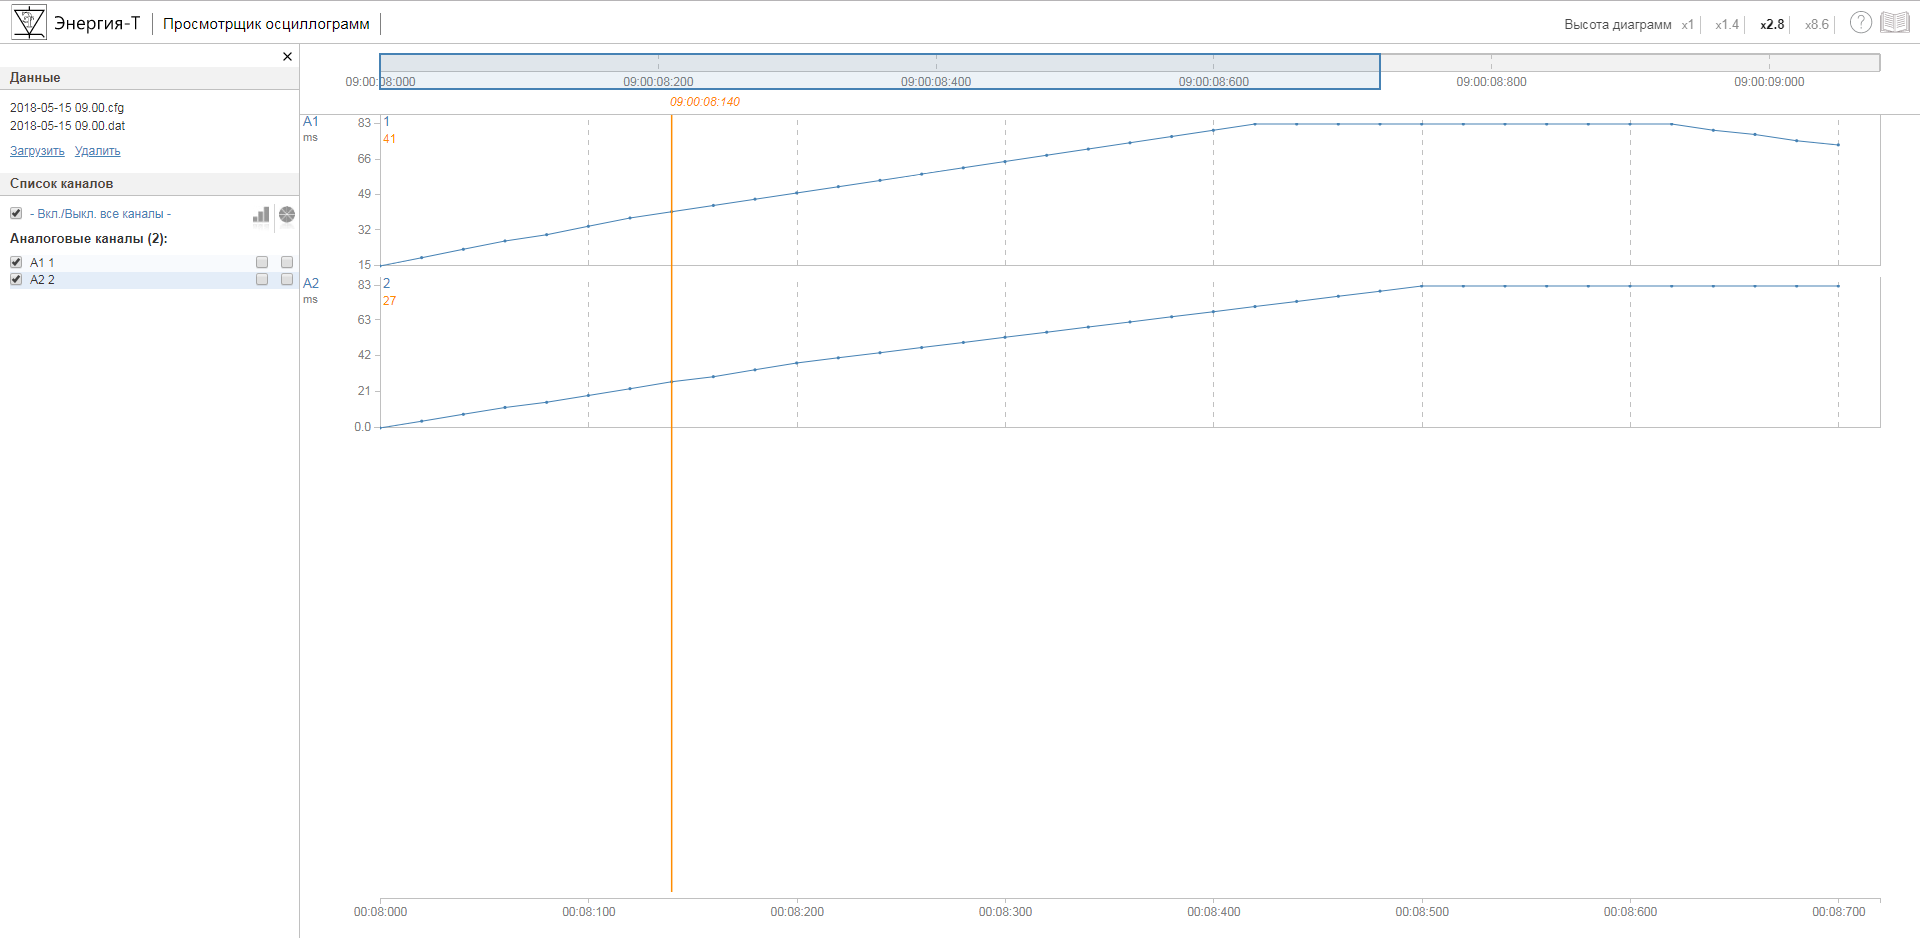 Энергия-Т
Просмотрщик осциллограмм
Высота диаграмм x1 x1.4 x2.8 x8.6 ?
Данные
2018-05-15 09.00.cfg
2018-05-15 09.00.dat
Загрузить Удалить
Список каналов
- Вкл./Выкл. все каналы -
Аналоговые каналы (2):
A1 1
A2 2
09:00:08:000 09:00:08:200 09:00:08:400 09:00:08:600 09:00:08:800 09:00:09:000
09:00:08:140
A1
ms
83
66
49
32
15
1
41
A2
ms
83
63
42
21
0.0
2
27
00:08:000 00:08:100 00:08:200 00:08:300 00:08:400 00:08:500 00:08:600 00:08:700